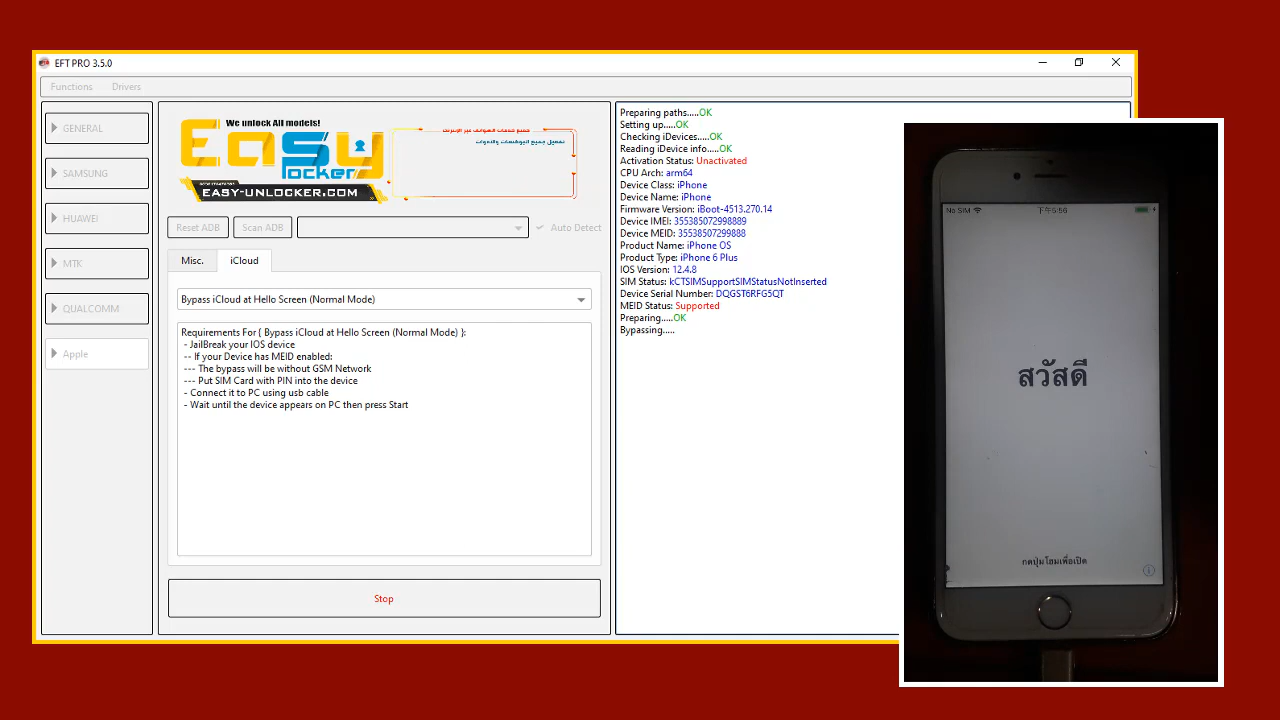 EFT PRO 3.5.0
Functions Drivers
GENERAL
SAMSUNG
HUAWEI
MTK
QUALCOMM
Apple
We unlock All models!
Easy
locker
EASY-UNLOCKER.COM
Reset ADB Scan ADB Auto Detect
Misc. iCloud
Bypass iCloud at Hello Screen (Normal Mode)
Requirements For { Bypass iCloud at Hello Screen (Normal Mode) }:
- JailBreak your IOS device
-- If your Device has MEID enabled:
--- The bypass will be without GSM Network
--- Put SIM Card with PIN into the device
- Connect it to PC using usb cable
- Wait until the device appears on PC then press Start
Stop
Preparing paths.....OK
Setting up.....OK
Checking iDevices.....OK
Reading iDevice info.....OK
Activation Status: Unactivated
CPU Arch: arm64
Device Class: iPhone
Device Name: iPhone
Firmware Version: iBoot-4513.270.14
Device IMEI: 355385072998889
Device MEID: 35538507299888
Product Name: iPhone OS
Product Type: iPhone 6 Plus
IOS Version: 12.4.8
SIM Status: kCTSIMSupportSIMStatusNotInserted
Device Serial Number: DQGST6RFG5QT
MEID Status: Supported
Preparing.....OK
Bypassing.....
No SIM 下午5:56
สวัสดี
กดปุ่มโฮมเพื่อเปิด